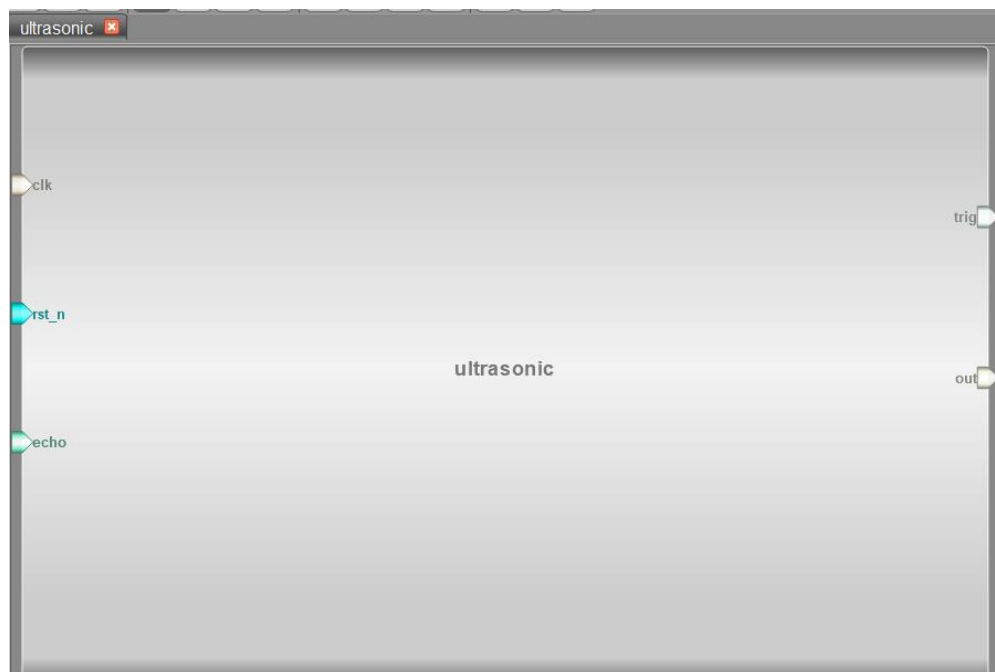 ultrasonic
clk
trig
rst_n
ultrasonic
out
echo